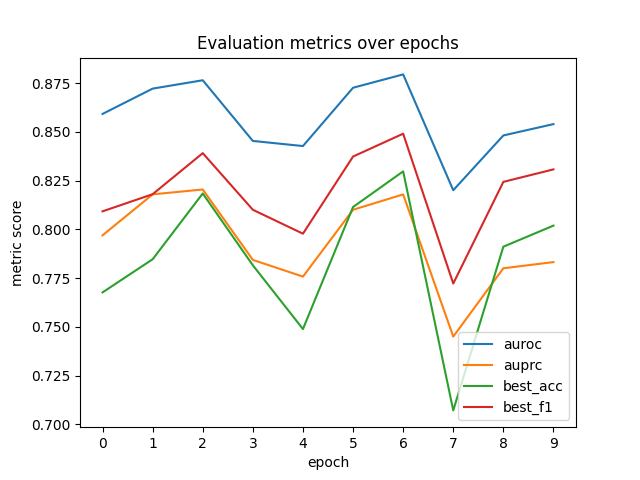 Evaluation metrics over epochs
metric score
0.875
0.850
0.825
0.800
0.775
0.750
0.725
0.700
auroc
auprc
best_acc
best_f1
0 1 2 3 4 5 6 7 8 9
epoch